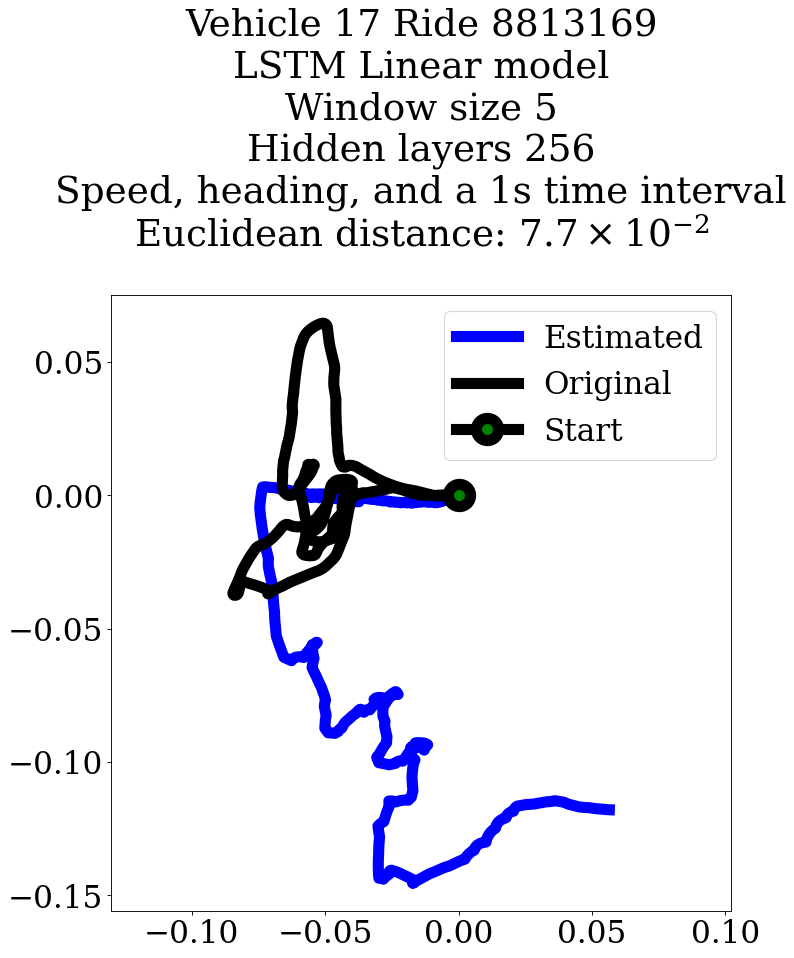 Vehicle 17 Ride 8813169
LSTM Linear model
Window size 5
Hidden layers 256
Speed, heading, and a 1s time interval
Euclidean distance: 7.7 × 10⁻²
Estimated
Original
Start
0.05
0.00
−0.05
−0.10
−0.15
−0.10 −0.05 0.00 0.05 0.10